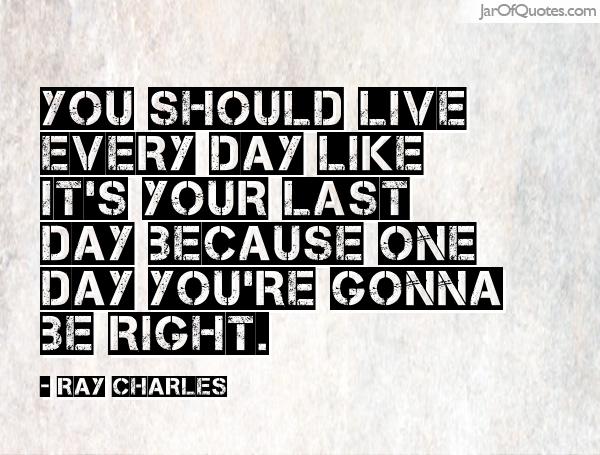 JarOfQuotes.com
YOU SHOULD LIVE
EVERY DAY LIKE
IT'S YOUR LAST
DAY BECAUSE ONE
DAY YOU'RE GONNA
BE RIGHT.
- RAY CHARLES